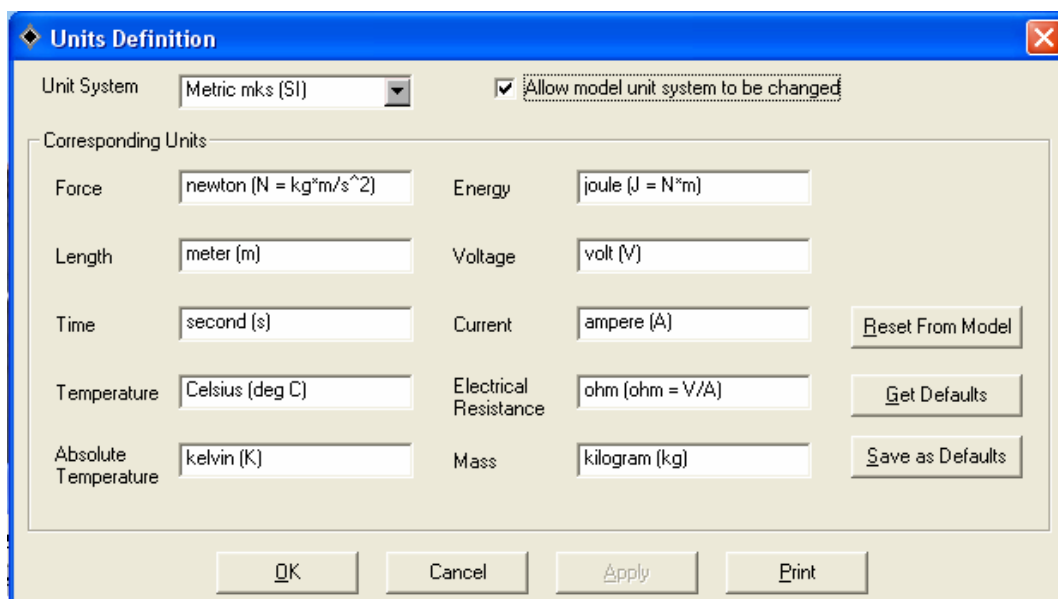 Units Definition
Unit System
Metric mks (SI)
Allow model unit system to be changed
Corresponding Units
Force
newton (N = kg*m/s^2)
Energy
joule (J = N*m)
Length
meter (m)
Voltage
volt (V)
Time
second (s)
Current
ampere (A)
Reset From Model
Temperature
Celsius (deg C)
Electrical
Resistance
ohm (ohm = V/A)
Get Defaults
Absolute
Temperature
kelvin (K)
Mass
kilogram (kg)
Save as Defaults
OK
Cancel
Apply
Print